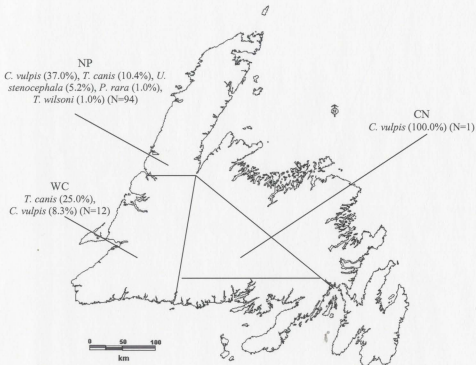 NP
C. vulpis (37.0%), T. canis (10.4%), U.
stenocephala (5.2%), P. rara (1.0%),
T. wilsoni (1.0%) (N=94)
CN
C. vulpis (100.0%) (N=1)
WC
T. canis (25.0%),
C. vulpis (8.3%) (N=12)
0 50 100
km